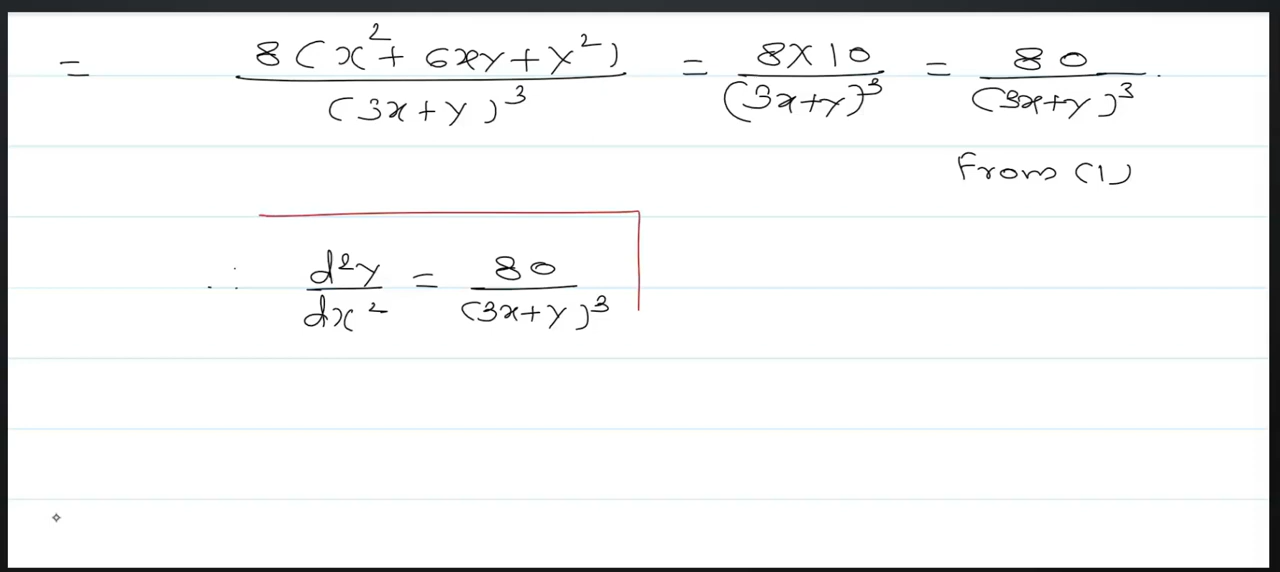 = 8(x²+6xy+y²)/(3x+y)³ = 8×10/(3x+y)³ = 80/(3x+y)³.
From (1)
∴ d²y/dx² = 80/(3x+y)³